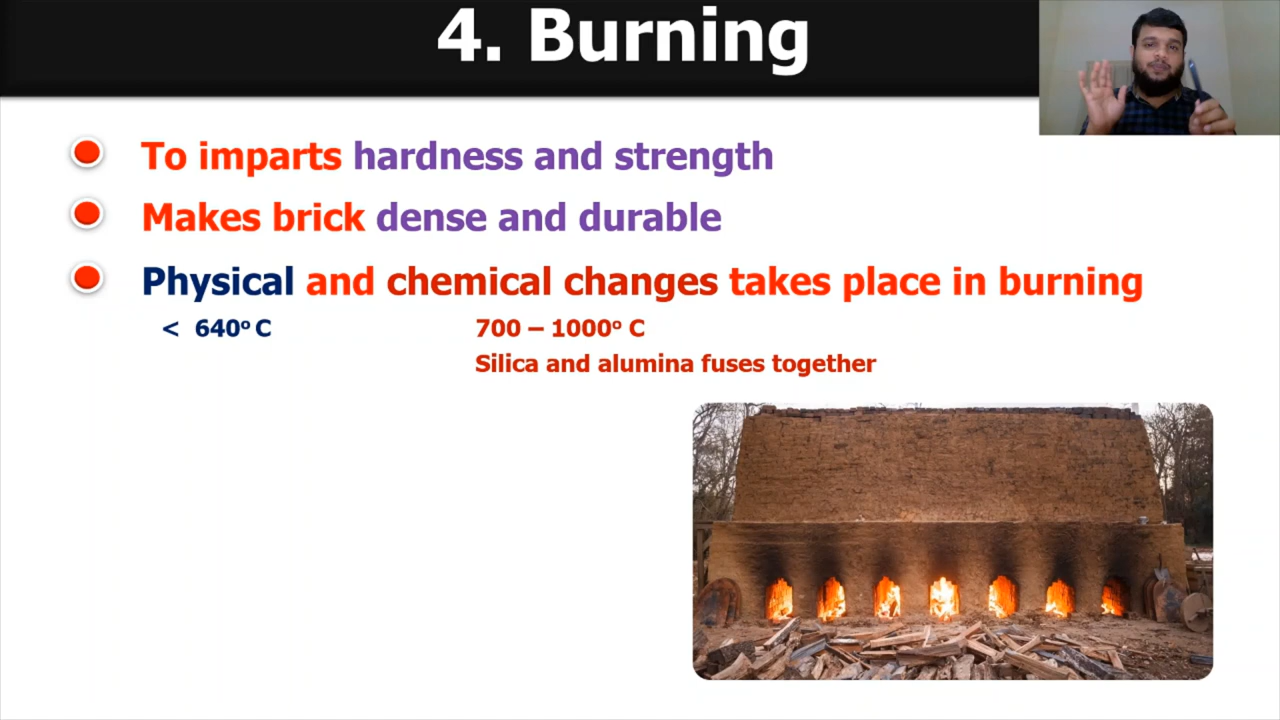 4. Burning
To imparts hardness and strength
Makes brick dense and durable
Physical and chemical changes takes place in burning
< 640º C
700 – 1000º C
Silica and alumina fuses together